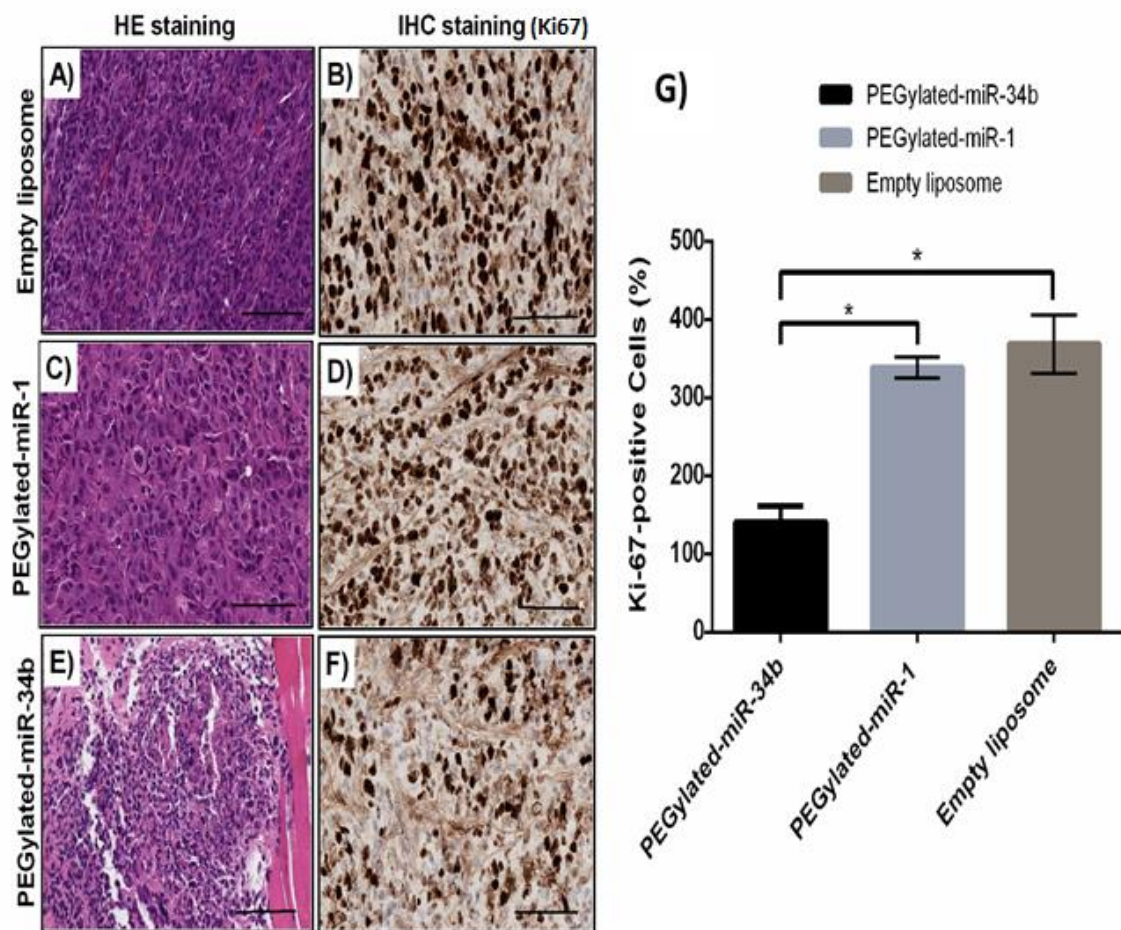 HE staining
IHC staining (Ki67)
Empty liposome
A)
B)
PEGylated-miR-1
C)
D)
PEGylated-miR-34b
E)
F)
G)
PEGylated-miR-34b
PEGylated-miR-1
Empty liposome
Ki-67-positive Cells (%)
500
400
300
200
100
0
*
*
PEGylated-miR-34b
PEGylated-miR-1
Empty liposome